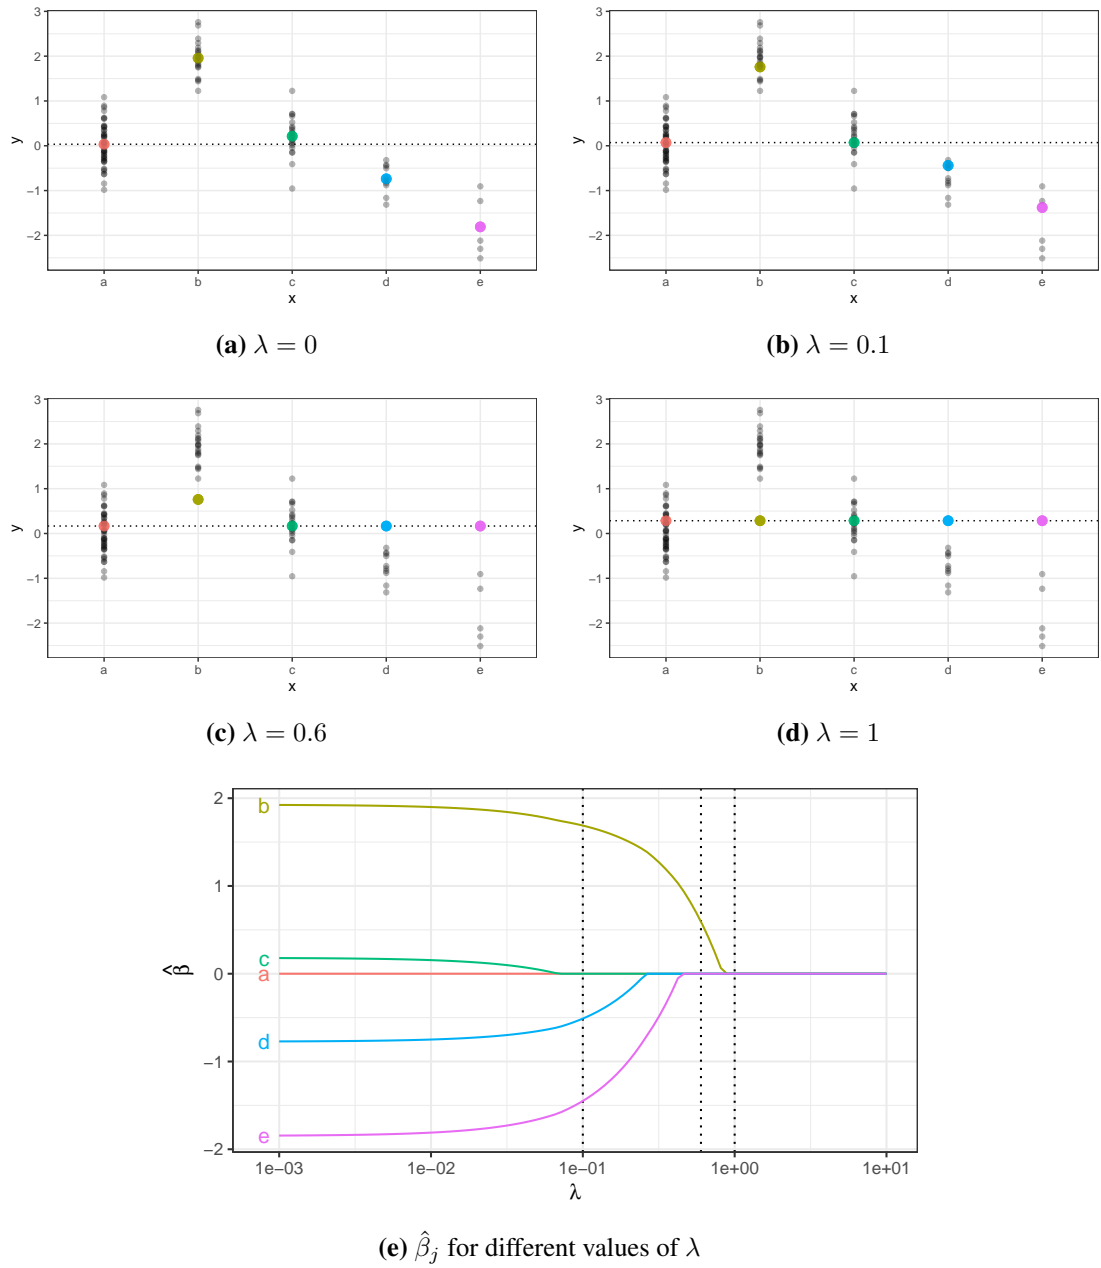 3
2
1
0
−1
−2
y
a b c d e
x
(a) λ = 0
3
2
1
0
−1
−2
y
a b c d e
x
(b) λ = 0.1
3
2
1
0
−1
−2
y
a b c d e
x
(c) λ = 0.6
3
2
1
0
−1
−2
y
a b c d e
x
(d) λ = 1
2
1
0
−1
−2
β̂
b
c
a
d
e
1e−03 1e−02 1e−01 1e+00 1e+01
λ
(e) β̂ⱼ for different values of λ